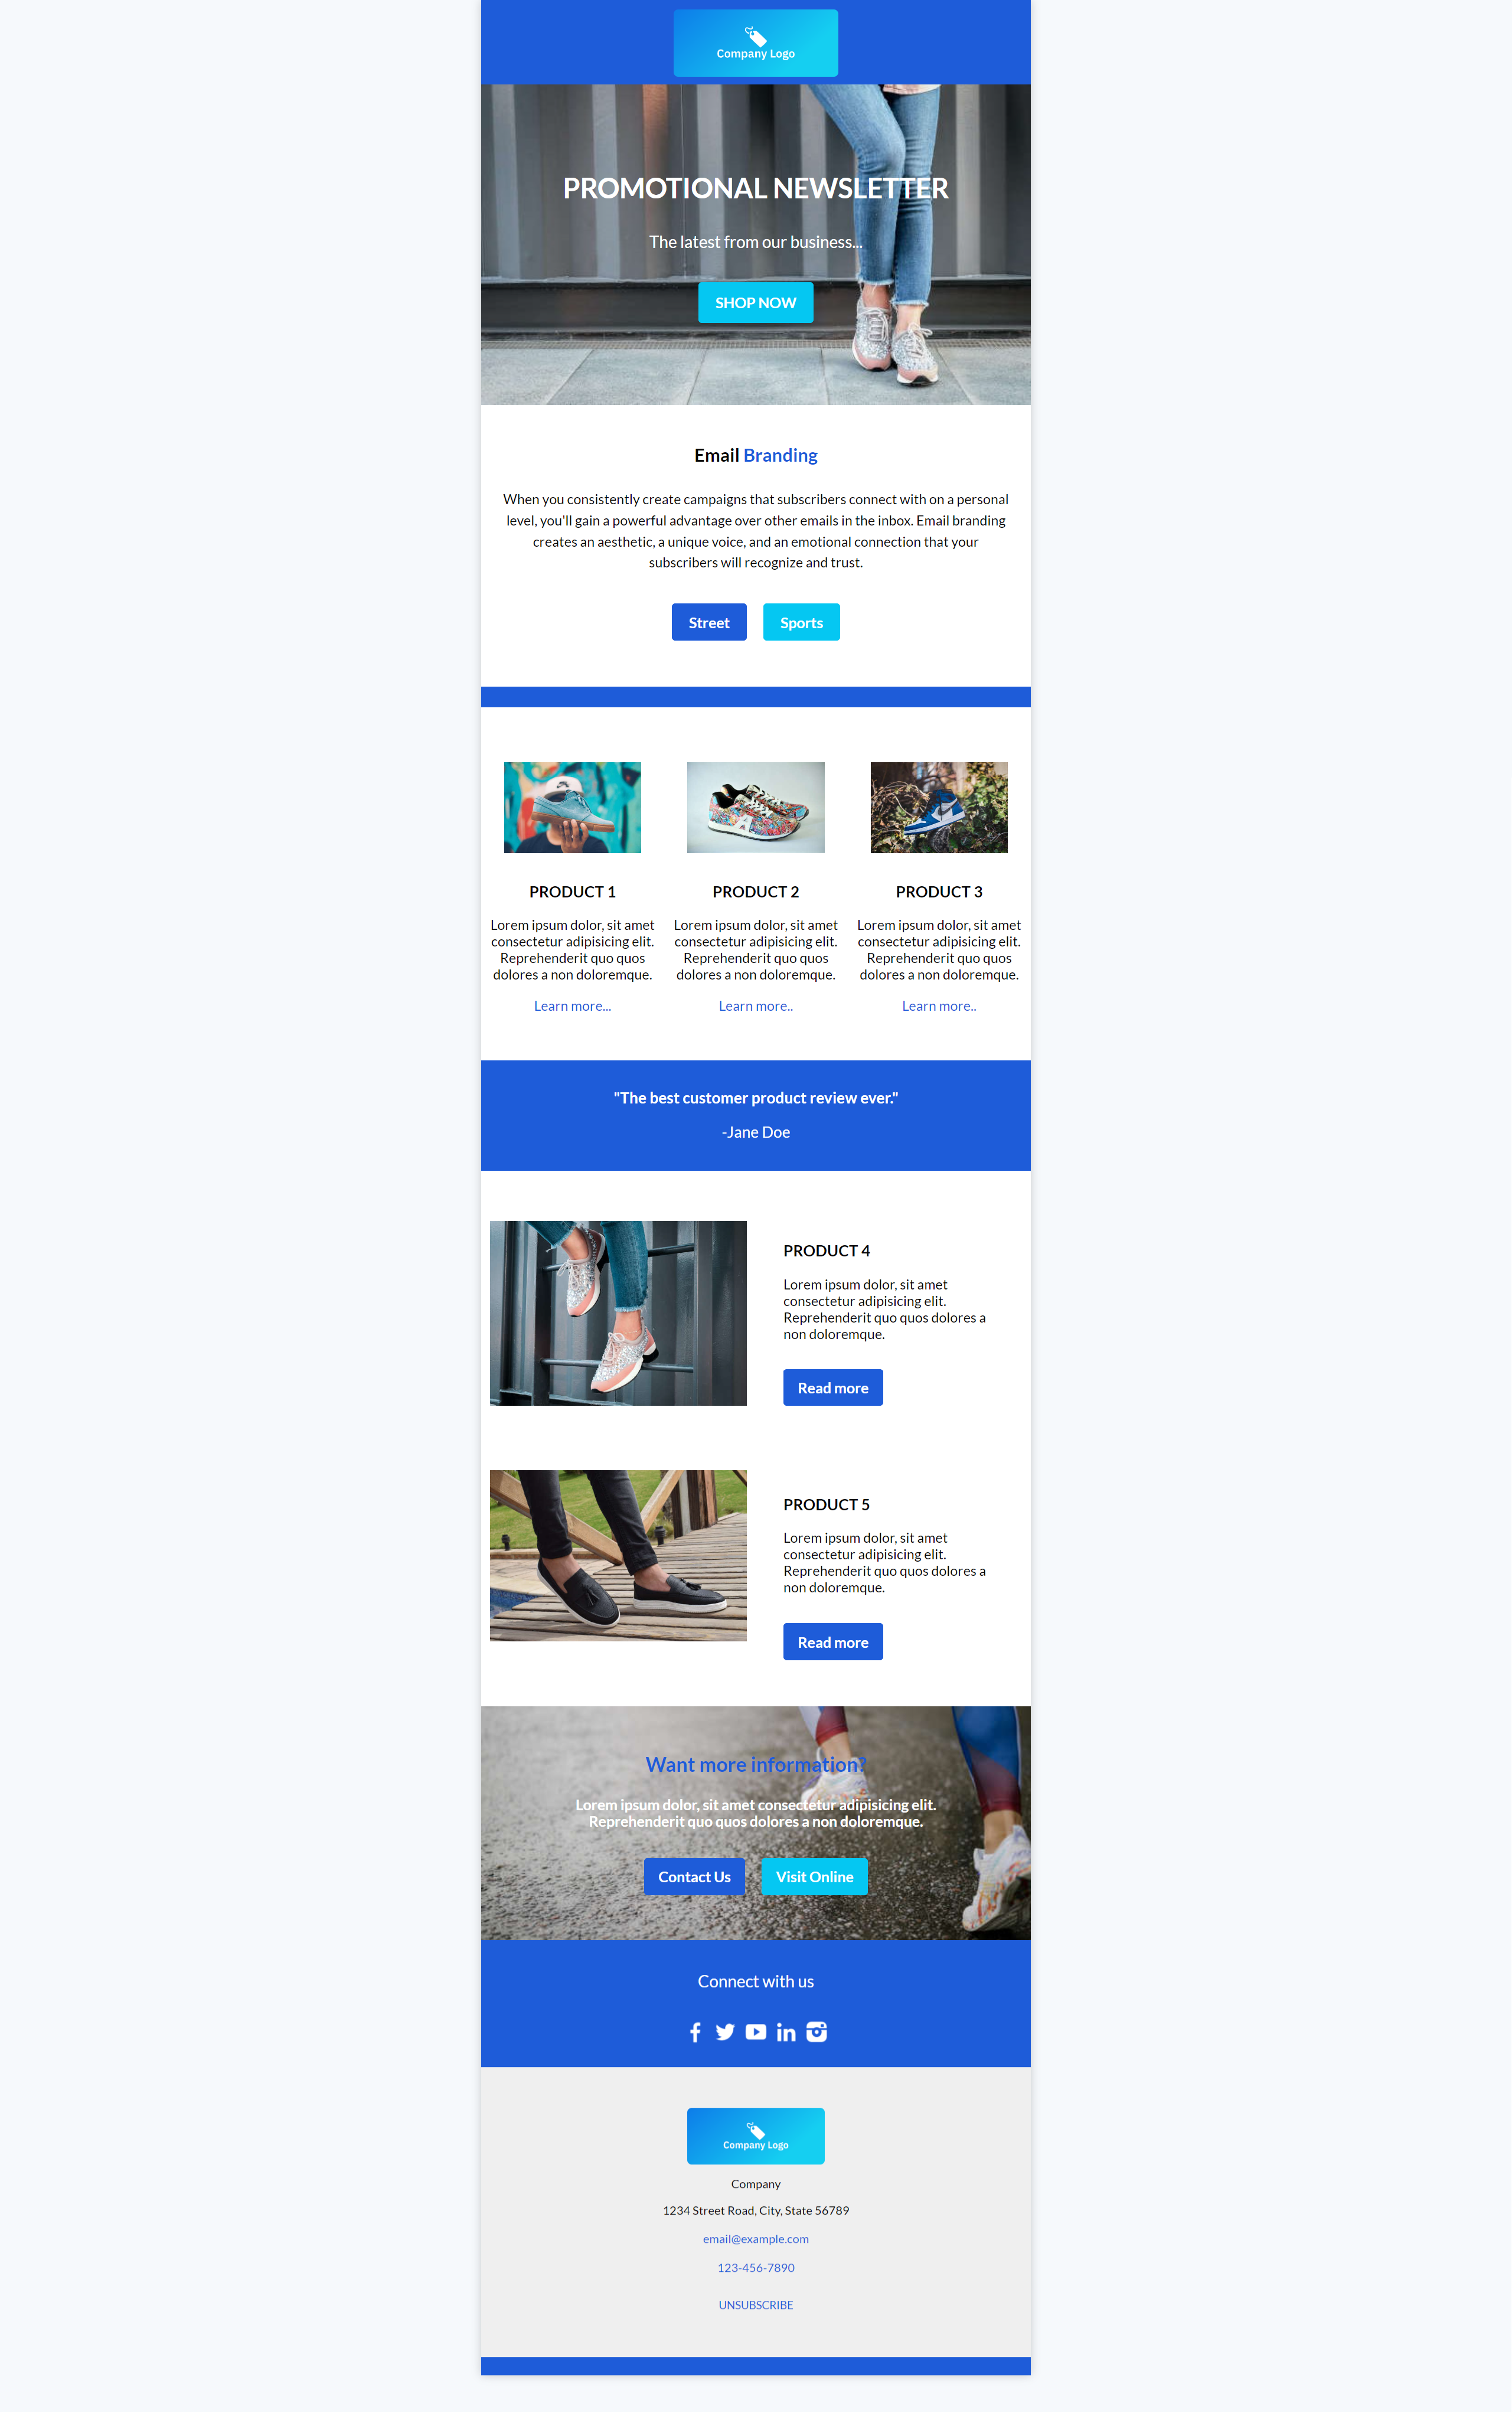 Company Logo
PROMOTIONAL NEWSLETTER
The latest from our business...
SHOP NOW
Email Branding
When you consistently create campaigns that subscribers connect with on a personal
level, you'll gain a powerful advantage over other emails in the inbox. Email branding
creates an aesthetic, a unique voice, and an emotional connection that your
subscribers will recognize and trust.
Street
Sports
PRODUCT 1
Lorem ipsum dolor, sit amet
consectetur adipisicing elit.
Reprehenderit quo quos
dolores a non doloremque.
Learn more...
PRODUCT 2
Lorem ipsum dolor, sit amet
consectetur adipisicing elit.
Reprehenderit quo quos
dolores a non doloremque.
Learn more..
PRODUCT 3
Lorem ipsum dolor, sit amet
consectetur adipisicing elit.
Reprehenderit quo quos
dolores a non doloremque.
Learn more..
"The best customer product review ever."
-Jane Doe
PRODUCT 4
Lorem ipsum dolor, sit amet
consectetur adipisicing elit.
Reprehenderit quo quos dolores a
non doloremque.
Read more
PRODUCT 5
Lorem ipsum dolor, sit amet
consectetur adipisicing elit.
Reprehenderit quo quos dolores a
non doloremque.
Read more
Want more information?
Lorem ipsum dolor, sit amet consectetur adipisicing elit.
Reprehenderit quo quos dolores a non doloremque.
Contact Us
Visit Online
Connect with us
Company Logo
Company
1234 Street Road, City, State 56789
email@example.com
123-456-7890
UNSUBSCRIBE